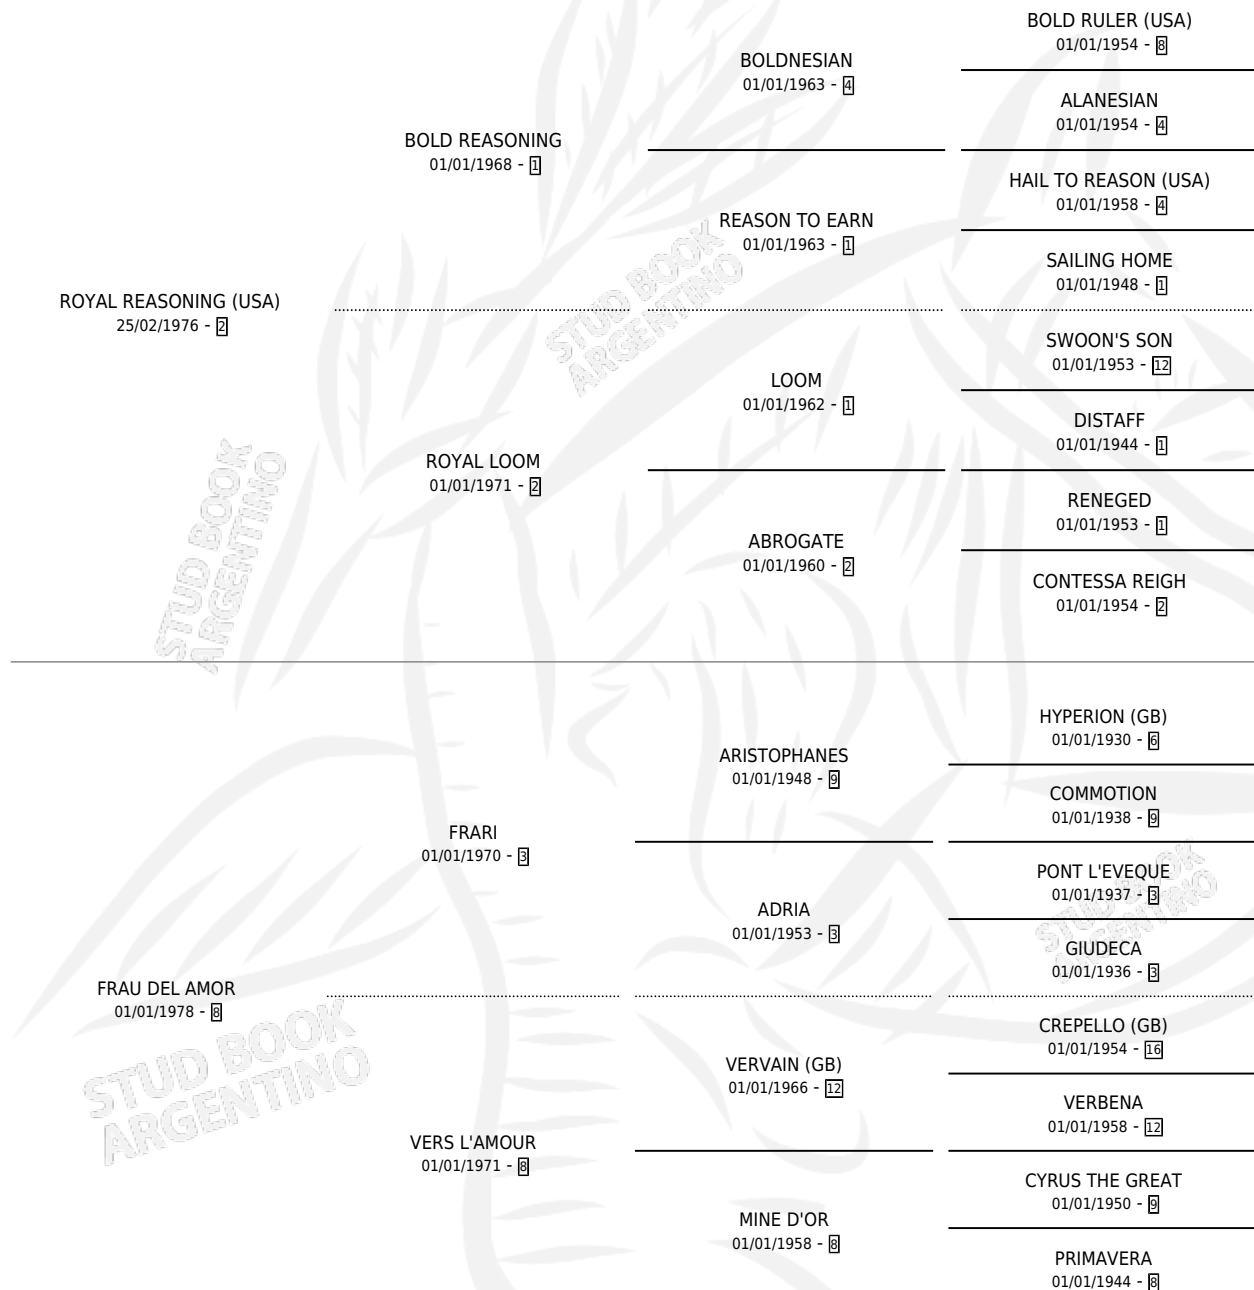 BOLD RULER (USA)
01/01/1954 - 8
BOLDNESIAN
01/01/1963 - 4
ALANESIAN
01/01/1954 - 4
BOLD REASONING
01/01/1968 - 1
HAIL TO REASON (USA)
01/01/1958 - 4
REASON TO EARN
01/01/1963 - 1
SAILING HOME
01/01/1948 - 1
ROYAL REASONING (USA)
25/02/1976 - 2
SWOON'S SON
01/01/1953 - 12
LOOM
01/01/1962 - 1
DISTAFF
01/01/1944 - 1
ROYAL LOOM
01/01/1971 - 2
RENEGED
01/01/1953 - 1
ABROGATE
01/01/1960 - 2
CONTESSA REIGH
01/01/1954 - 2
HYPERION (GB)
01/01/1930 - 6
ARISTOPHANES
01/01/1948 - 9
COMMOTION
01/01/1938 - 9
FRARI
01/01/1970 - 3
PONT L'EVEQUE
01/01/1937 - 3
ADRIA
01/01/1953 - 3
GIUDECA
01/01/1936 - 3
FRAU DEL AMOR
01/01/1978 - 8
CREPELLO (GB)
01/01/1954 - 16
VERVAIN (GB)
01/01/1966 - 12
VERBENA
01/01/1958 - 12
VERS L'AMOUR
01/01/1971 - 8
CYRUS THE GREAT
01/01/1950 - 9
MINE D'OR
01/01/1958 - 8
PRIMAVERA
01/01/1944 - 8
STUD BOOK
ARGENTINO
STUD BOOK
ARGENTINO
STUD BOOK
ARGENTINO
STUD BOOK
ARGENTINO